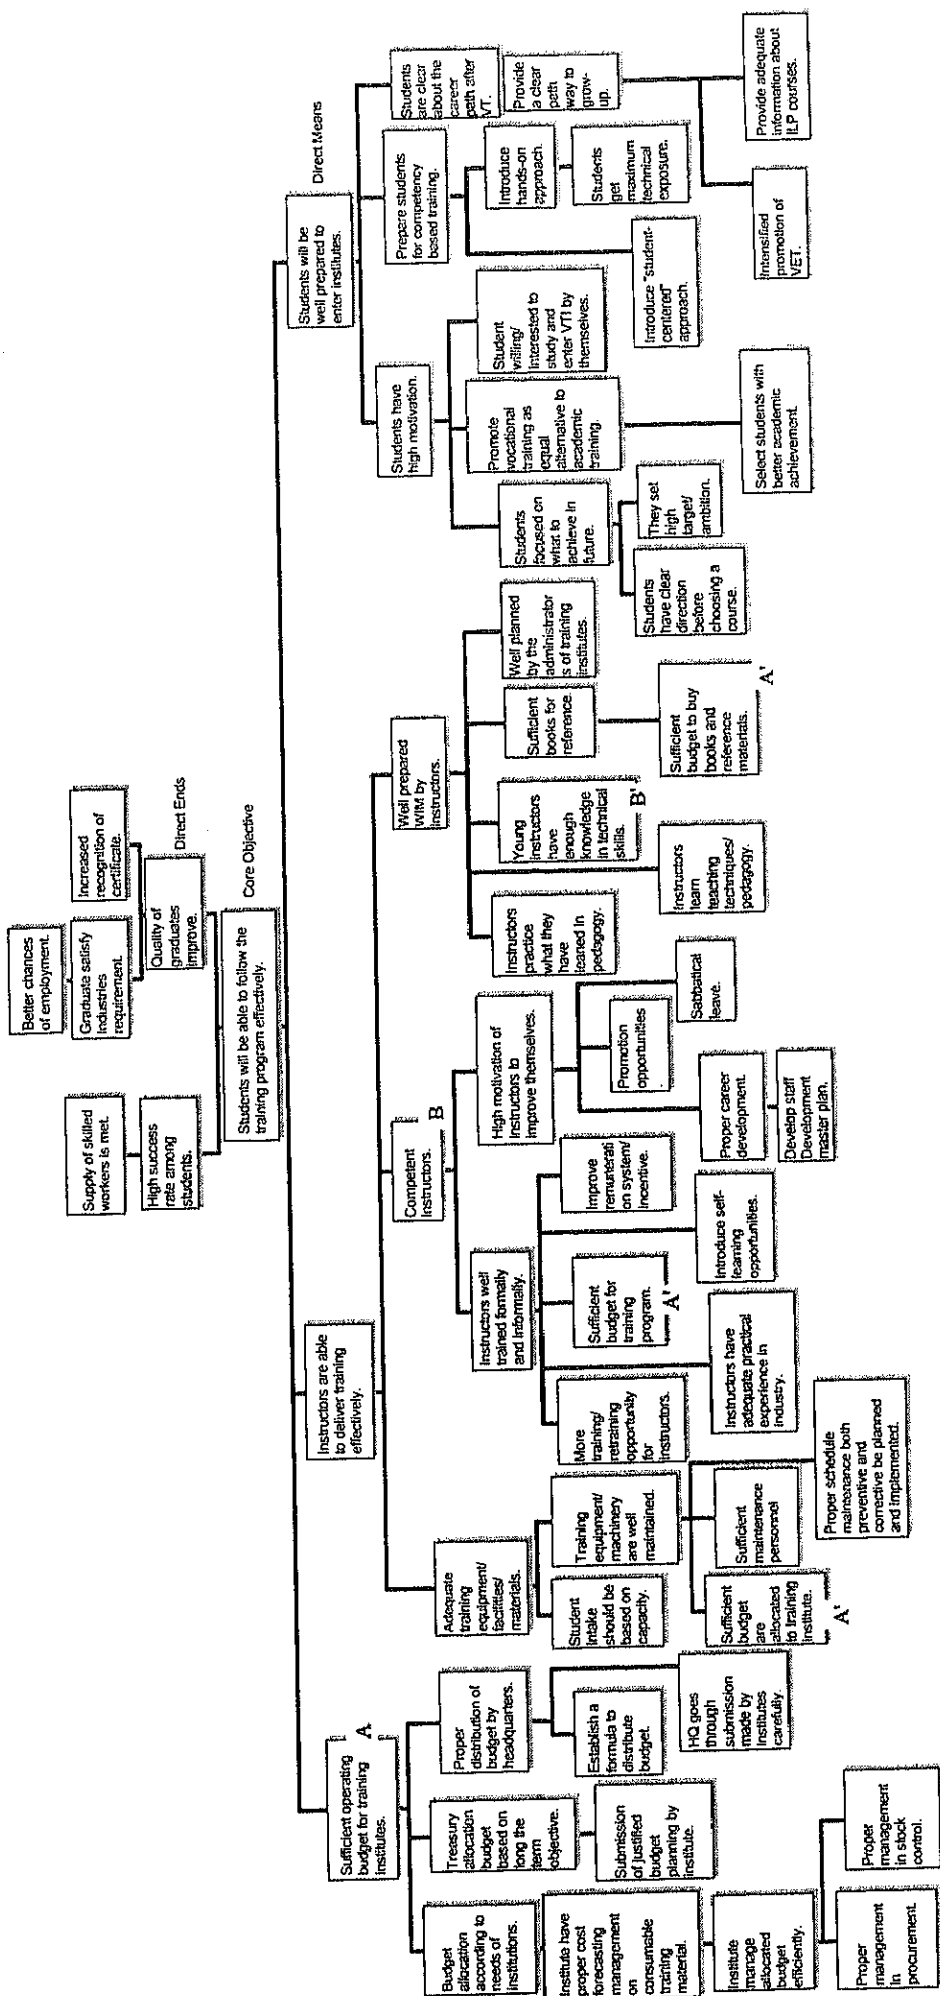 Better chances
of employment.
Supply of skilled
workers is met.
Graduate satisfy
Industries
requirement.
Increased
recognition of
certificate.
High success
rate among
students.
Quality of
graduates
improve.
Direct Ends
Students will be able to follow the
training program effectively.
Core Objective
Sufficient operating
budget for training
institutes.
A
Instructors are able
to deliver training
effectively.
Students will be
well prepared to
enter institutes.
Direct Means
Budget
allocation
according to
needs of
institutions.
Treasury
allocation
budget
based on
long the
term
objective.
Proper
distribution of
budget by
headquarters.
Adequate
training
equipment/
facilities/
materials.
Competent
Instructors.
B
Well prepared
WIM by
instructors.
Students have
high motivation.
Prepare students
for competency
based training.
Students
are clear
about the
career
path after
VT.
Institute have
proper cost
forecasting
management
on
consumable
training
material.
Submission
of justified
budget
planning by
institute.
Establish a
formula to
distribute
budget.
HQ goes
through
submission
made by
Institutes
carefully.
Student
Intake
should be
based on
capacity.
Training
equipment/
machinery
are well
maintained.
Instructors well
trained formally
and informally.
High motivation of
Instructors to
improve themselves.
Instructors
practice
what they
have
leaned in
pedagogy.
Young
instructors
have
enough
knowledge
in technical
skills.
B'
Sufficient
books for
reference.
Well planned
by the
administrator
s of training
institutes.
Students
focused on
what to
achieve in
future.
Promote
vocational
training as
equal
alternative to
academic
training.
Student
willing/
interested to
study and
enter VTI by
themselves.
Introduce
hands-on
approach.
Provide
a clear
path
way to
grow-
up.
Institute
manage
allocated
budget
efficiently.
Sufficient
budget
are
allocated
to training
institute.
A'
Sufficient
maintenance
personnel
Proper schedule
maintenance both
preventive and
corrective be planned
and implemented.
More
training/
retraining
opportunity
for
instructors.
Instructors have
adequate practical
experience in
industry.
Sufficient
budget for
training
program.
A'
Introduce self-
learning
opportunities.
Improve
remunerati
on system/
Incentive.
Proper career
development.
Promotion
opportunities
Sabbatical
leave.
Instructors
learn
teaching
techniques/
pedagogy.
Sufficient
budget to buy
books and
reference
materials.
A'
Students
have clear
direction
before
choosing a
course.
They set
high
target/
ambition.
Select students with
better academic
achievement.
Introduce "student-
centered"
approach.
Students
get
maximum
technical
exposure.
Intensified
promotion of
VET.
Provide adequate
information about
ILP courses.
Proper
management
in
procurement.
Proper
management
in stock
control.
Develop staff
Development
master plan.